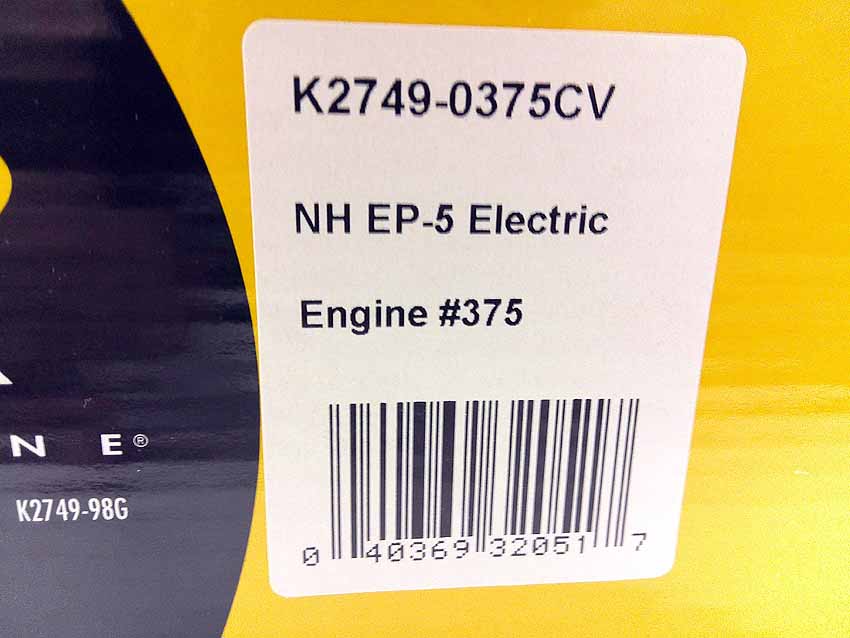 K2749-0375CV
NH EP-5 Electric
Engine #375
0 40369 32051 7
N E®
K2749-98G